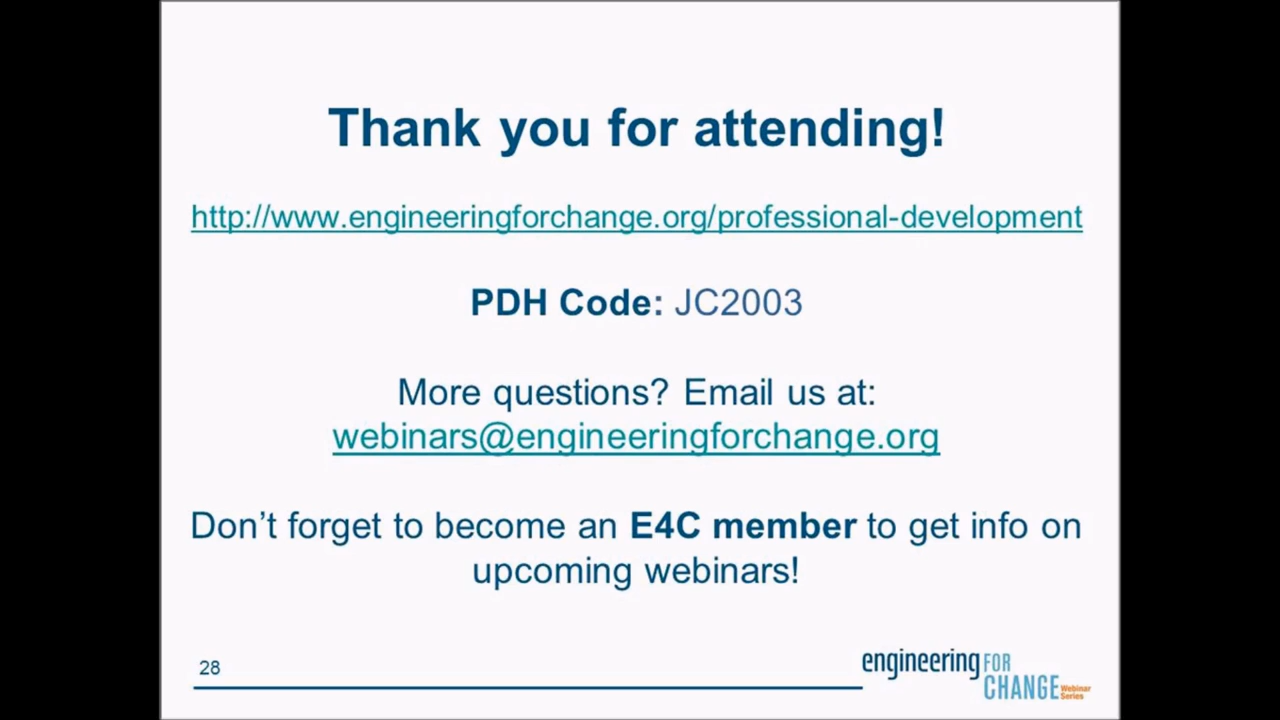 Thank you for attending!
http://www.engineeringforchange.org/professional-development
PDH Code: JC2003
More questions? Email us at:
webinars@engineeringforchange.org
Don’t forget to become an E4C member to get info on
upcoming webinars!
28
engineering FOR
CHANGE Webinar
Series